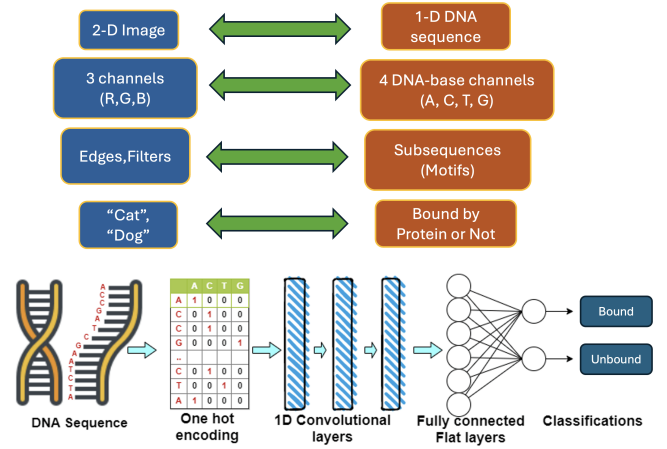 2-D Image
1-D DNA
sequence
3 channels
(R,G,B)
4 DNA-base channels
(A, C, T, G)
Edges,Filters
Subsequences
(Motifs)
“Cat”,
“Dog”
Bound by
Protein or Not
A C C G A T C G A A T C T A
A C T G
A 1 0 0 0
C 0 1 0 0
C 0 1 0 0
G 0 0 0 1
..
C 0 1 0 0
T 0 0 1 0
A 1 0 0 0
Bound
Unbound
DNA Sequence
One hot
encoding
1D Convolutional
layers
Fully connected
Flat layers
Classifications